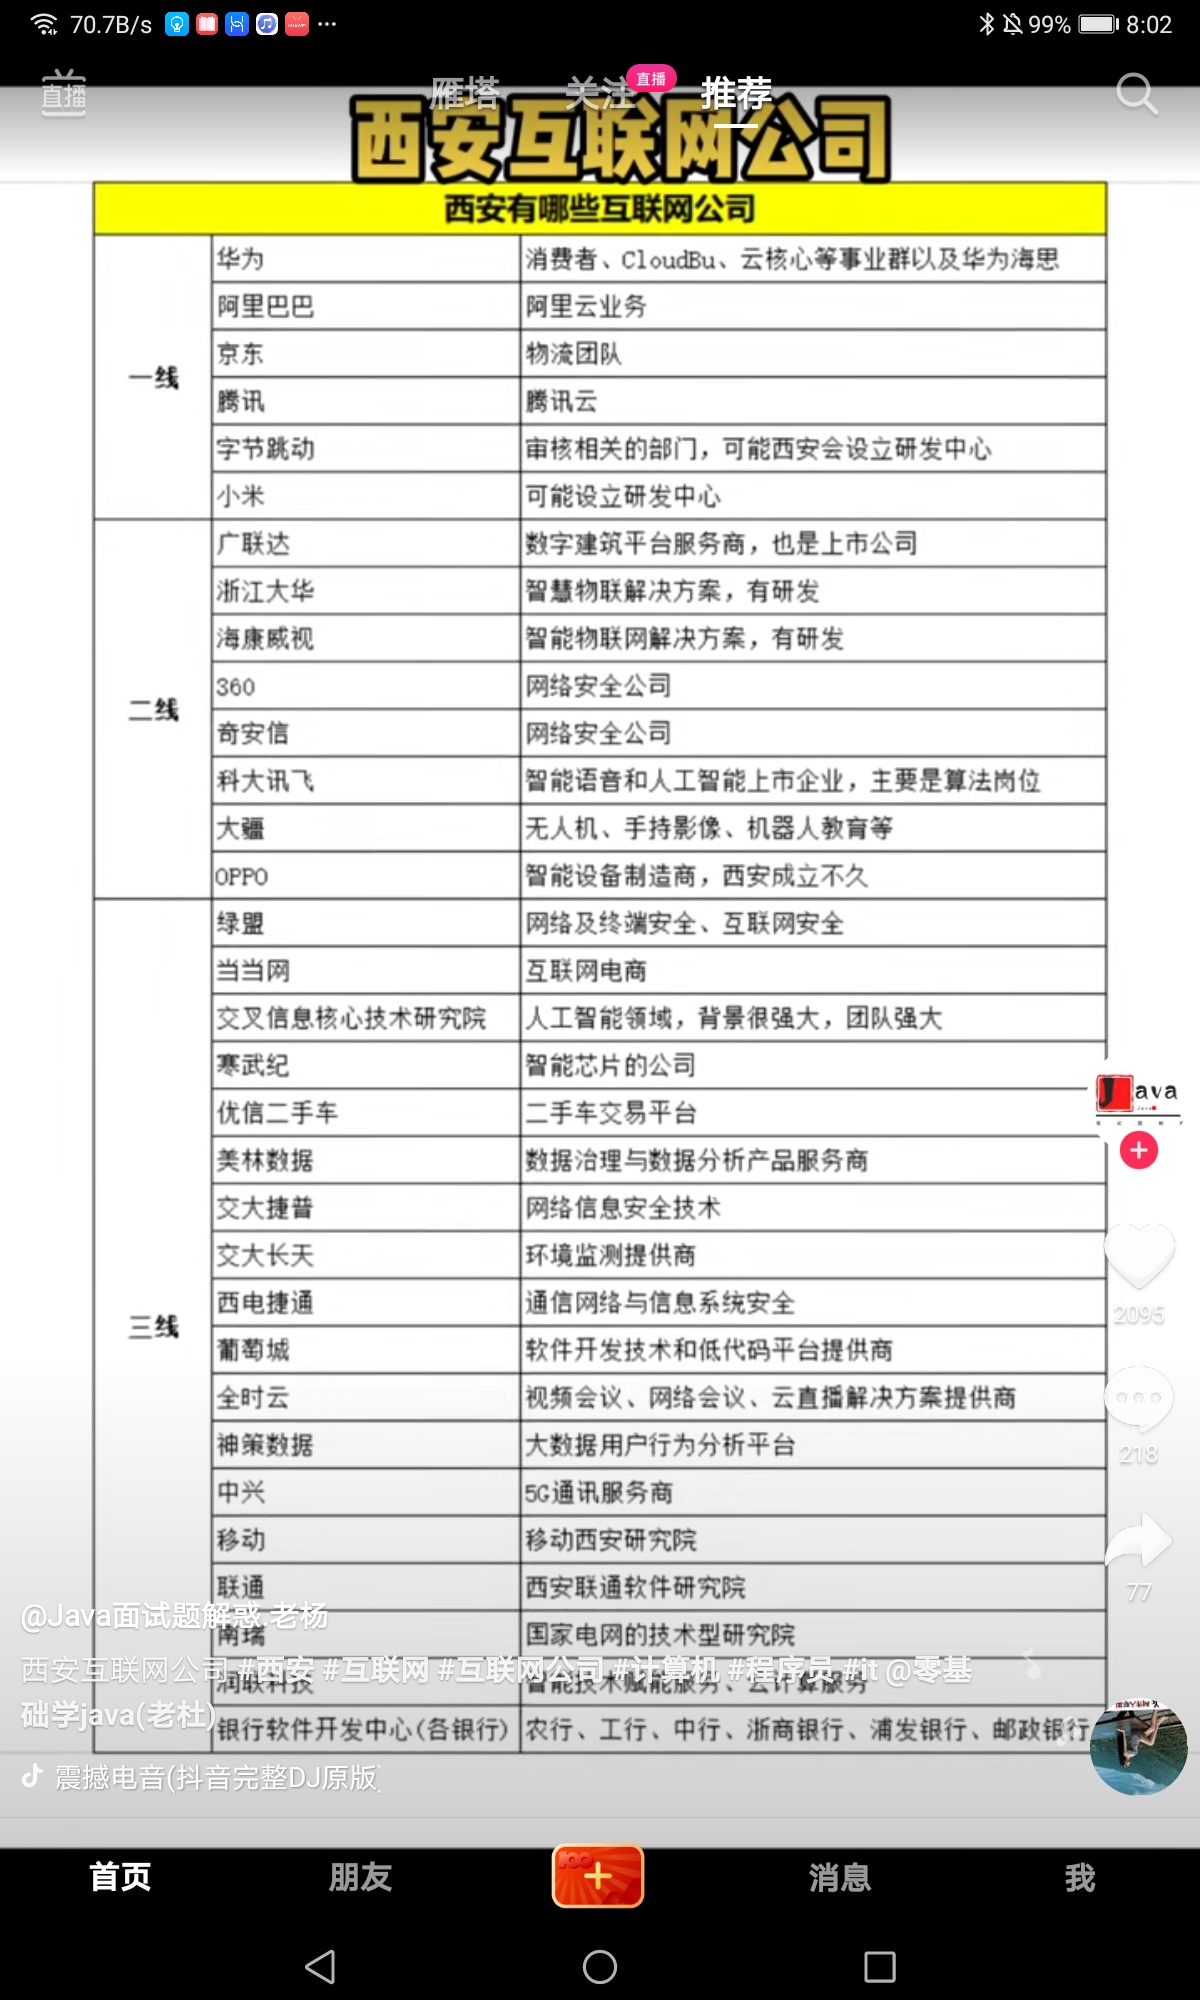 70.7B/s
99% 8:02
直播
雁塔 关注 直播 推荐
西安互联网公司
西安有哪些互联网公司
一线
华为 消费者、CloudBu、云核心等事业群以及华为海思
阿里巴巴 阿里云业务
京东 物流团队
腾讯 腾讯云
字节跳动 审核相关的部门，可能西安会设立研发中心
小米 可能设立研发中心
二线
广联达 数字建筑平台服务商，也是上市公司
浙江大华 智慧物联解决方案，有研发
海康威视 智能物联网解决方案，有研发
360 网络安全公司
奇安信 网络安全公司
科大讯飞 智能语音和人工智能上市企业，主要是算法岗位
大疆 无人机、手持影像、机器人教育等
OPPO 智能设备制造商，西安成立不久
三线
绿盟 网络及终端安全、互联网安全
当当网 互联网电商
交叉信息核心技术研究院 人工智能领域，背景很强大，团队强大
寒武纪 智能芯片的公司
优信二手车 二手车交易平台
美林数据 数据治理与数据分析产品服务商
交大捷普 网络信息安全技术
交大长天 环境监测提供商
西电捷通 通信网络与信息系统安全
葡萄城 软件开发技术和低代码平台提供商
全时云 视频会议、网络会议、云直播解决方案提供商
神策数据 大数据用户行为分析平台
中兴 5G通讯服务商
移动 移动西安研究院
联通 西安联通软件研究院
南瑞 国家电网的技术型研究院
润联科技 智能技术赋能服务、云计算服务
银行软件开发中心(各银行) 农行、工行、中行、浙商银行、浦发银行、邮政银行
Java
2095
218
77
@Java面试题解惑.老杨
西安互联网公司 #西安 #互联网 #互联网公司 #计算机 #程序员 #it @零基
础学java(老杜)
震撼电音(抖音完整DJ原版)
首页 朋友 消息 我